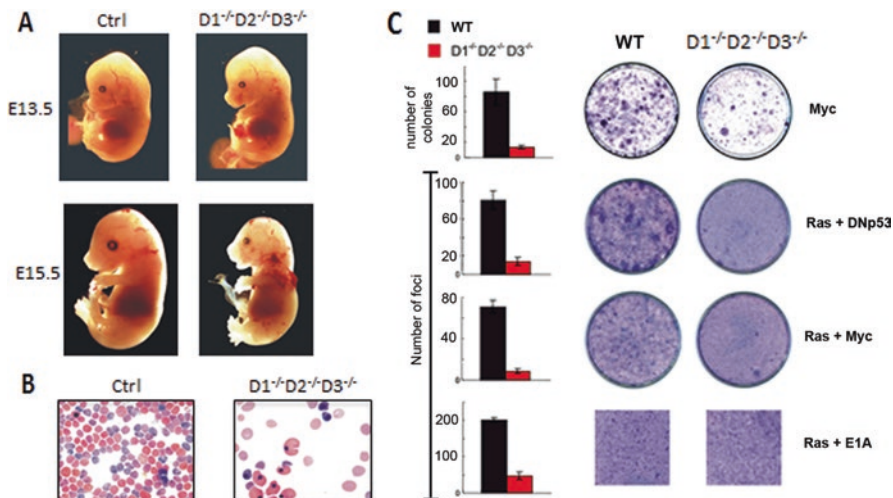 A
Ctrl
D1-/-D2-/-D3-/-
E13.5
E15.5
B
Ctrl
D1-/-D2-/-D3-/-
C
WT
D1-/-D2-/-D3-/-
number of colonies
100
60
20
0
Number of foci
100
60
20
0
80
40
0
200
100
0
WT
D1-/-D2-/-D3-/-
Myc
Ras + DNp53
Ras + Myc
Ras + E1A